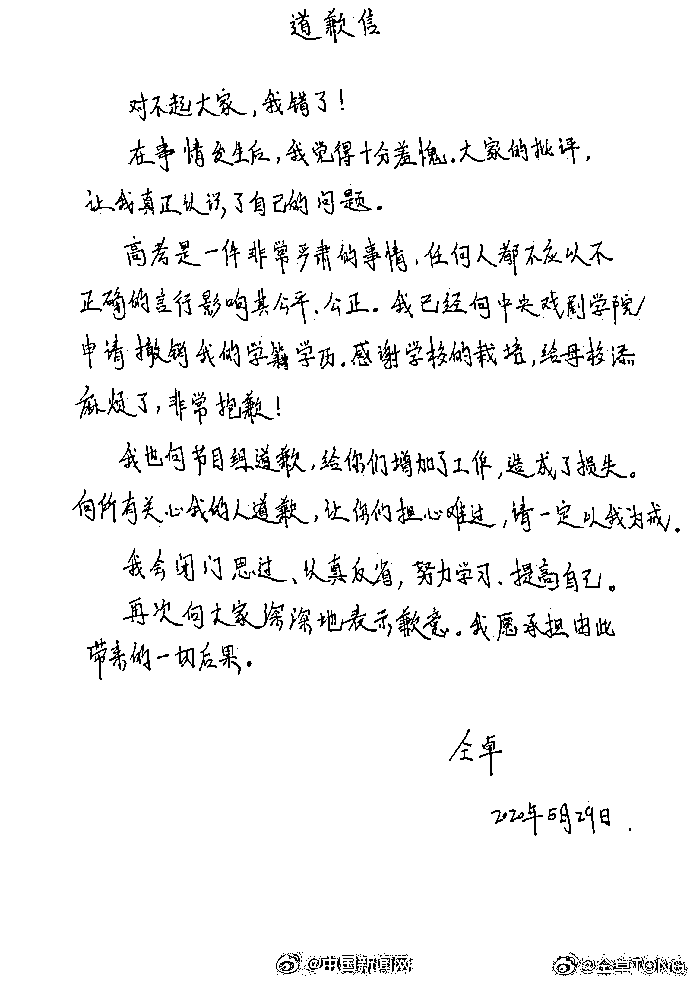 道歉信
对不起大家,我错了!
在事情发生后,我觉得十分羞愧.大家的批评,
让我真正认识了自己的问题。
高考是一件非常严肃的事情,任何人都不应以不
正确的言行影响其公平、公正。我已经向中央戏剧学院
申请撤销我的学籍学历.感谢学校的栽培,给母校添
麻烦了,非常抱歉!
我也向节目组道歉,给你们增加了工作,造成了损失。
向所有关心我的人道歉,让你们担心难过,请一定以我为戒.
我会闭门思过、认真反省,努力学习、提高自己。
再次向大家深深地表示歉意。我愿承担由此
带来的一切后果。
仝卓
2020年5月29日.
@中国新闻网
@仝卓TONG